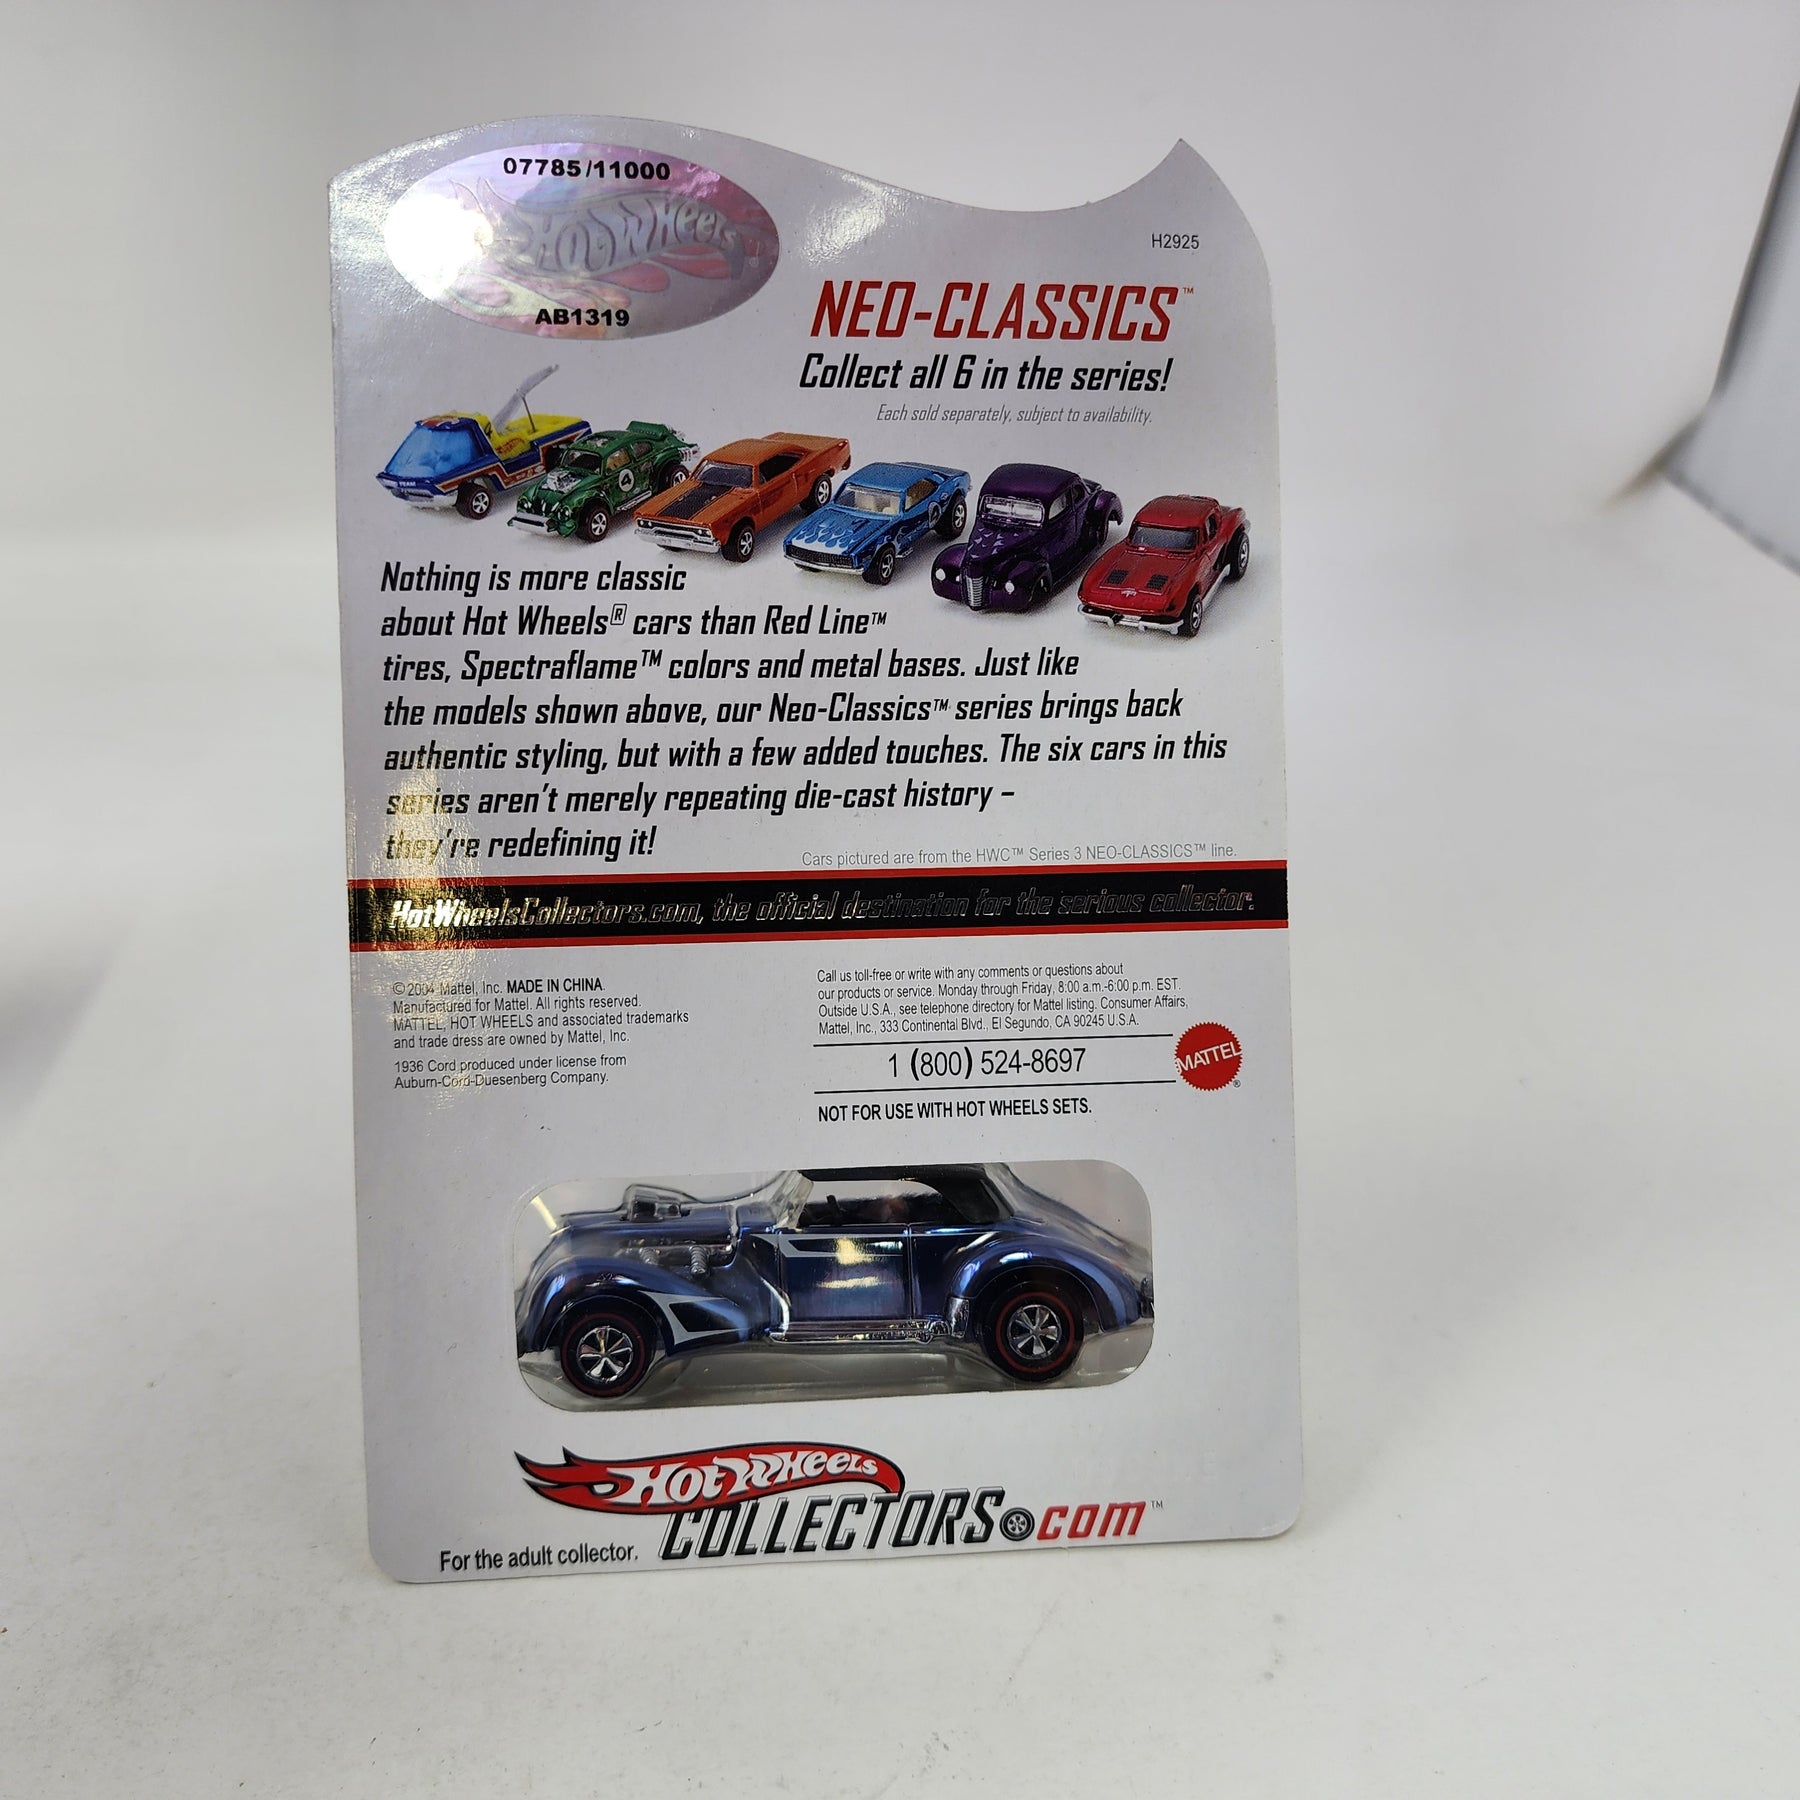 07785/11000
Hot Wheels
AB1319
H2925
NEO-CLASSICS™
Collect all 6 in the series!
Each sold separately, subject to availability.
TEAM
4
Nothing is more classic
about Hot Wheels® cars than Red Line™
tires, Spectraflame™ colors and metal bases. Just like
the models shown above, our Neo-Classics™ series brings back
authentic styling, but with a few added touches. The six cars in this
series aren't merely repeating die-cast history –
they're redefining it!
Cars pictured are from the HWC™ Series 3 NEO-CLASSICS™ line.
HotWheelsCollectors.com, the official destination for the serious collector.
© 2004 Mattel, Inc. MADE IN CHINA.
Manufactured for Mattel. All rights reserved.
MATTEL, HOT WHEELS and associated trademarks
and trade dress are owned by Mattel, Inc.
1936 Cord produced under license from
Auburn-Cord-Duesenberg Company.
Call us toll-free or write with any comments or questions about
our products or service. Monday through Friday, 8:00 a.m.-6:00 p.m. EST.
Outside U.S.A., see telephone directory for Mattel listing. Consumer Affairs,
Mattel, Inc., 333 Continental Blvd., El Segundo, CA 90245 U.S.A.
1 (800) 524-8697
MATTEL®
NOT FOR USE WITH HOT WHEELS SETS.
Hot Wheels
COLLECTORS.com™
For the adult collector.